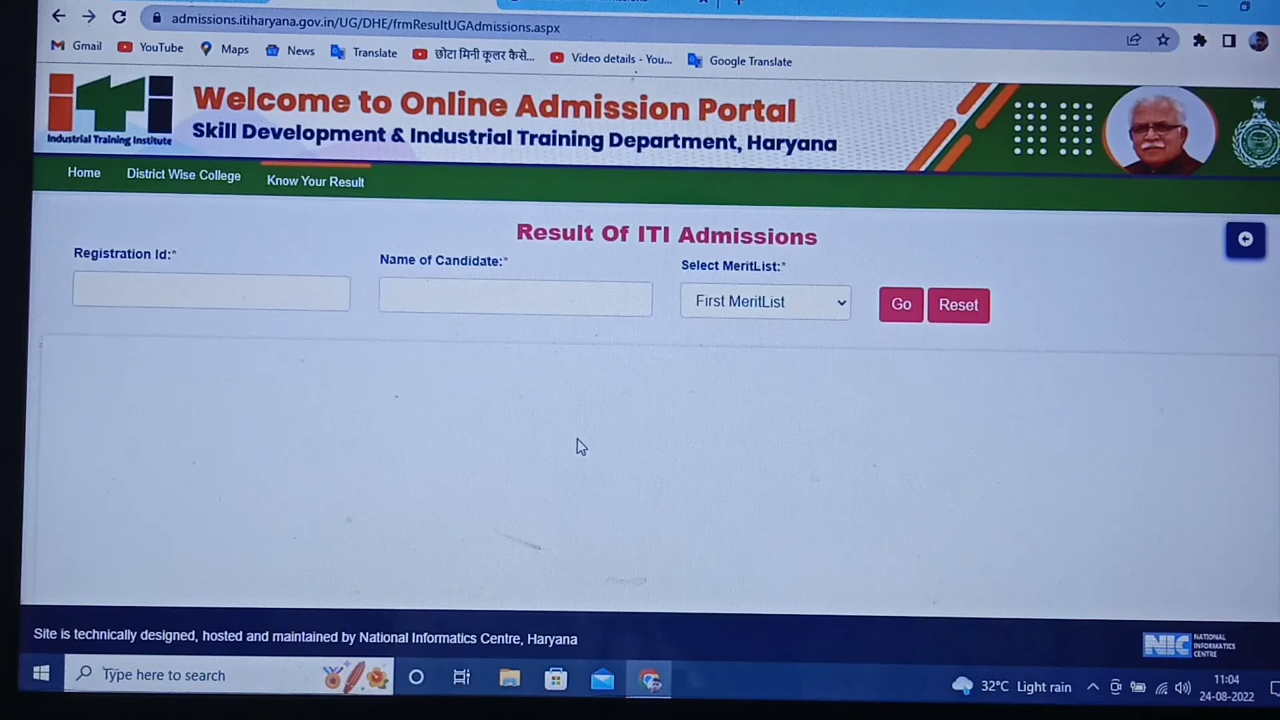 admissions.itiharyana.gov.in/UG/DHE/frmResultUGAdmissions.aspx
Gmail YouTube Maps News Translate छोटा मिनी कूलर कैसे... Video details - You... Google Translate
Industrial Training Institute
Welcome to Online Admission Portal
Skill Development & Industrial Training Department, Haryana
Home District Wise College Know Your Result
Result Of ITI Admissions
Registration Id:* Name of Candidate:* Select MeritList:*
First MeritList Go Reset
Site is technically designed, hosted and maintained by National Informatics Centre, Haryana
NIC NATIONAL INFORMATICS CENTRE
Type here to search
32°C Light rain
11:04
24-08-2022